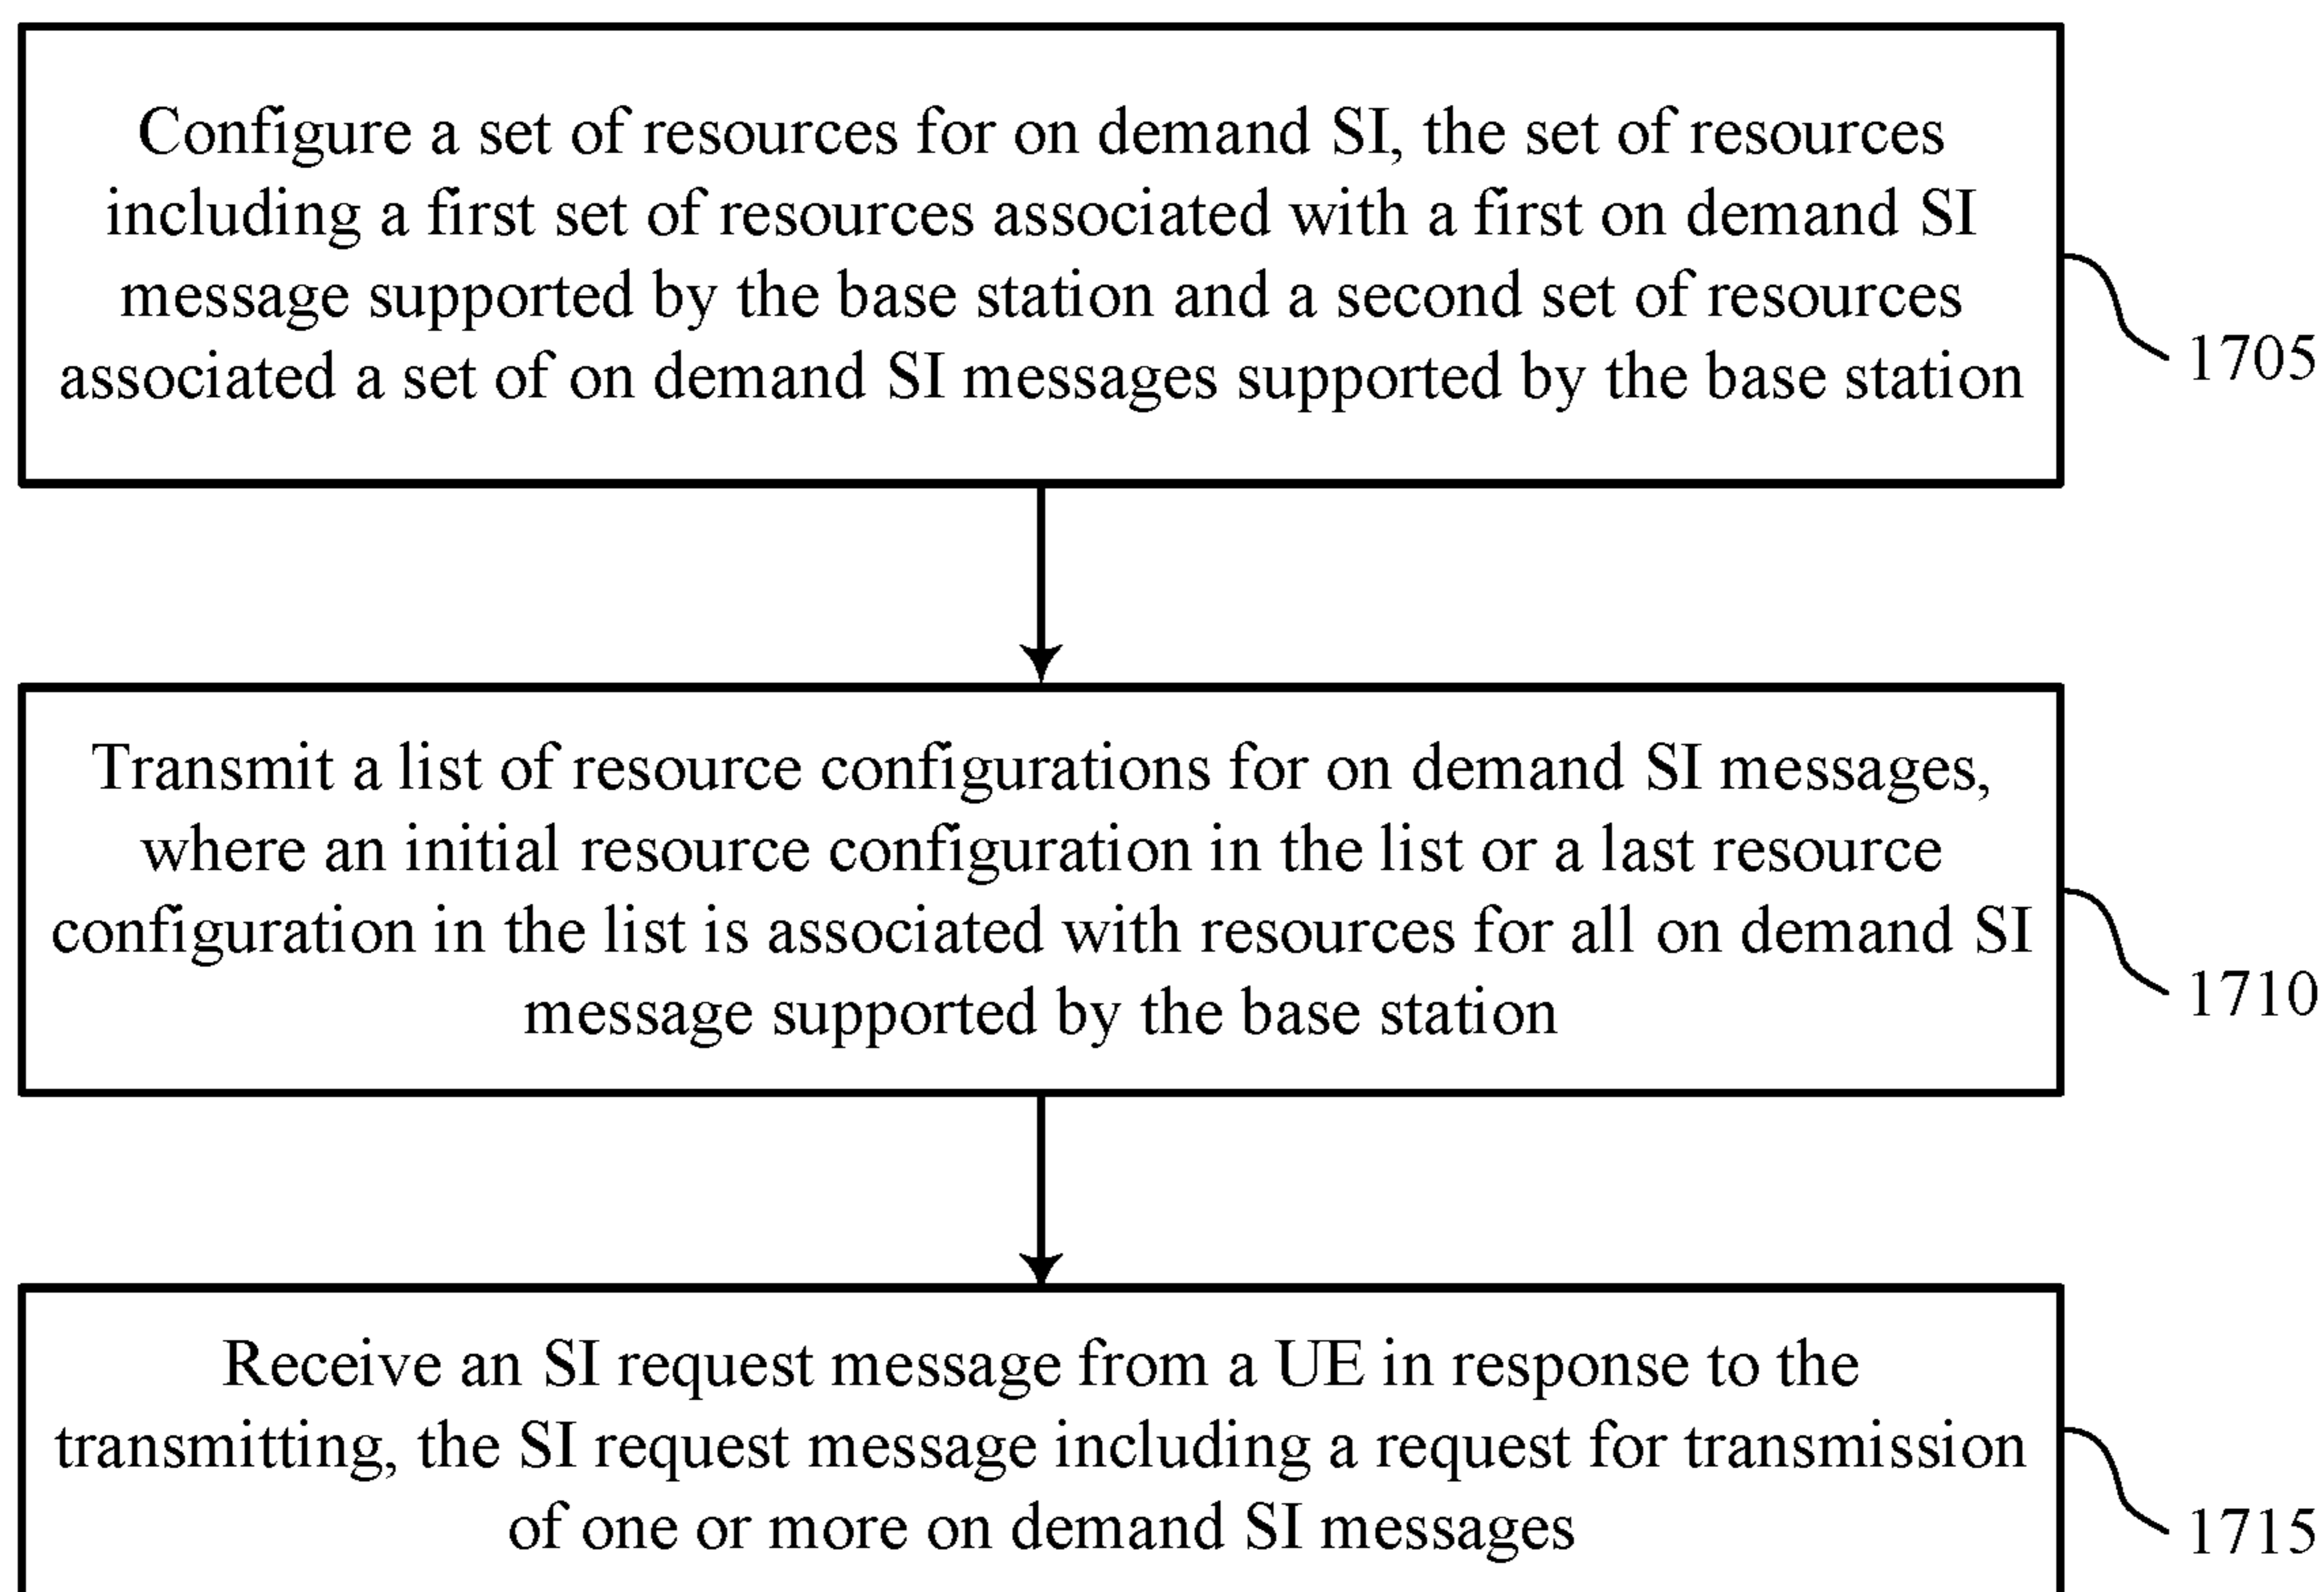 Configure a set of resources for on demand SI, the set of resources
including a first set of resources associated with a first on demand SI
message supported by the base station and a second set of resources
associated a set of on demand SI messages supported by the base station
1705
Transmit a list of resource configurations for on demand SI messages,
where an initial resource configuration in the list or a last resource
configuration in the list is associated with resources for all on demand SI
message supported by the base station
1710
Receive an SI request message from a UE in response to the
transmitting, the SI request message including a request for transmission
of one or more on demand SI messages
1715